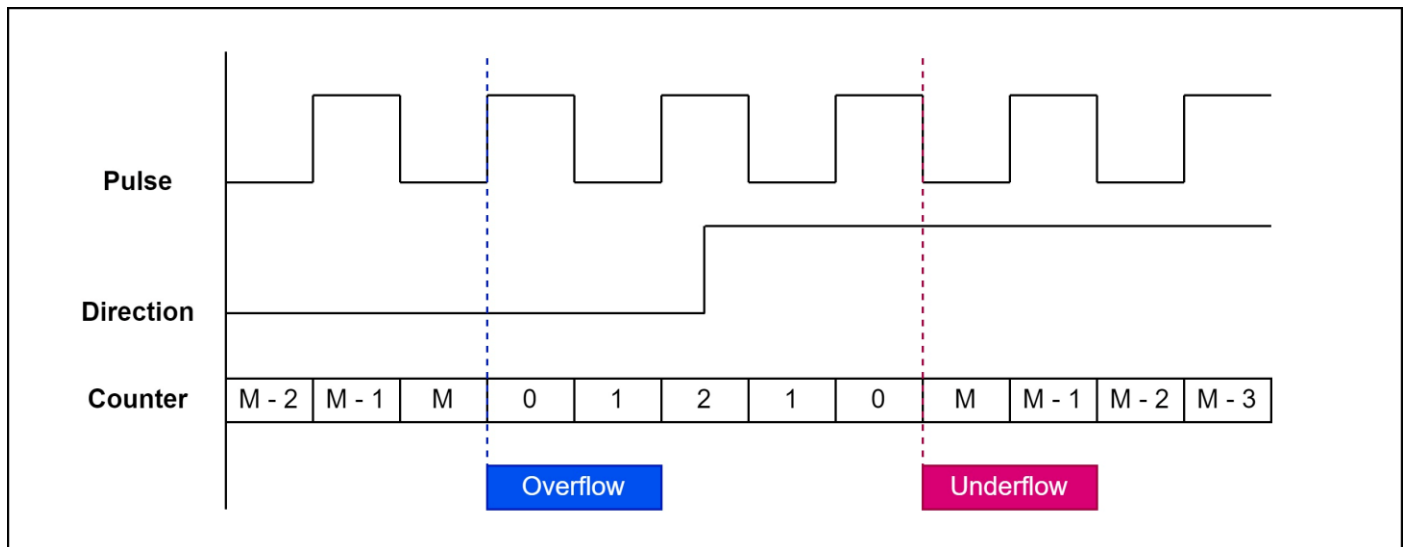 Pulse
Direction
Counter M - 2 M - 1 M 0 1 2 1 0 M M - 1 M - 2 M - 3
Overflow Underflow